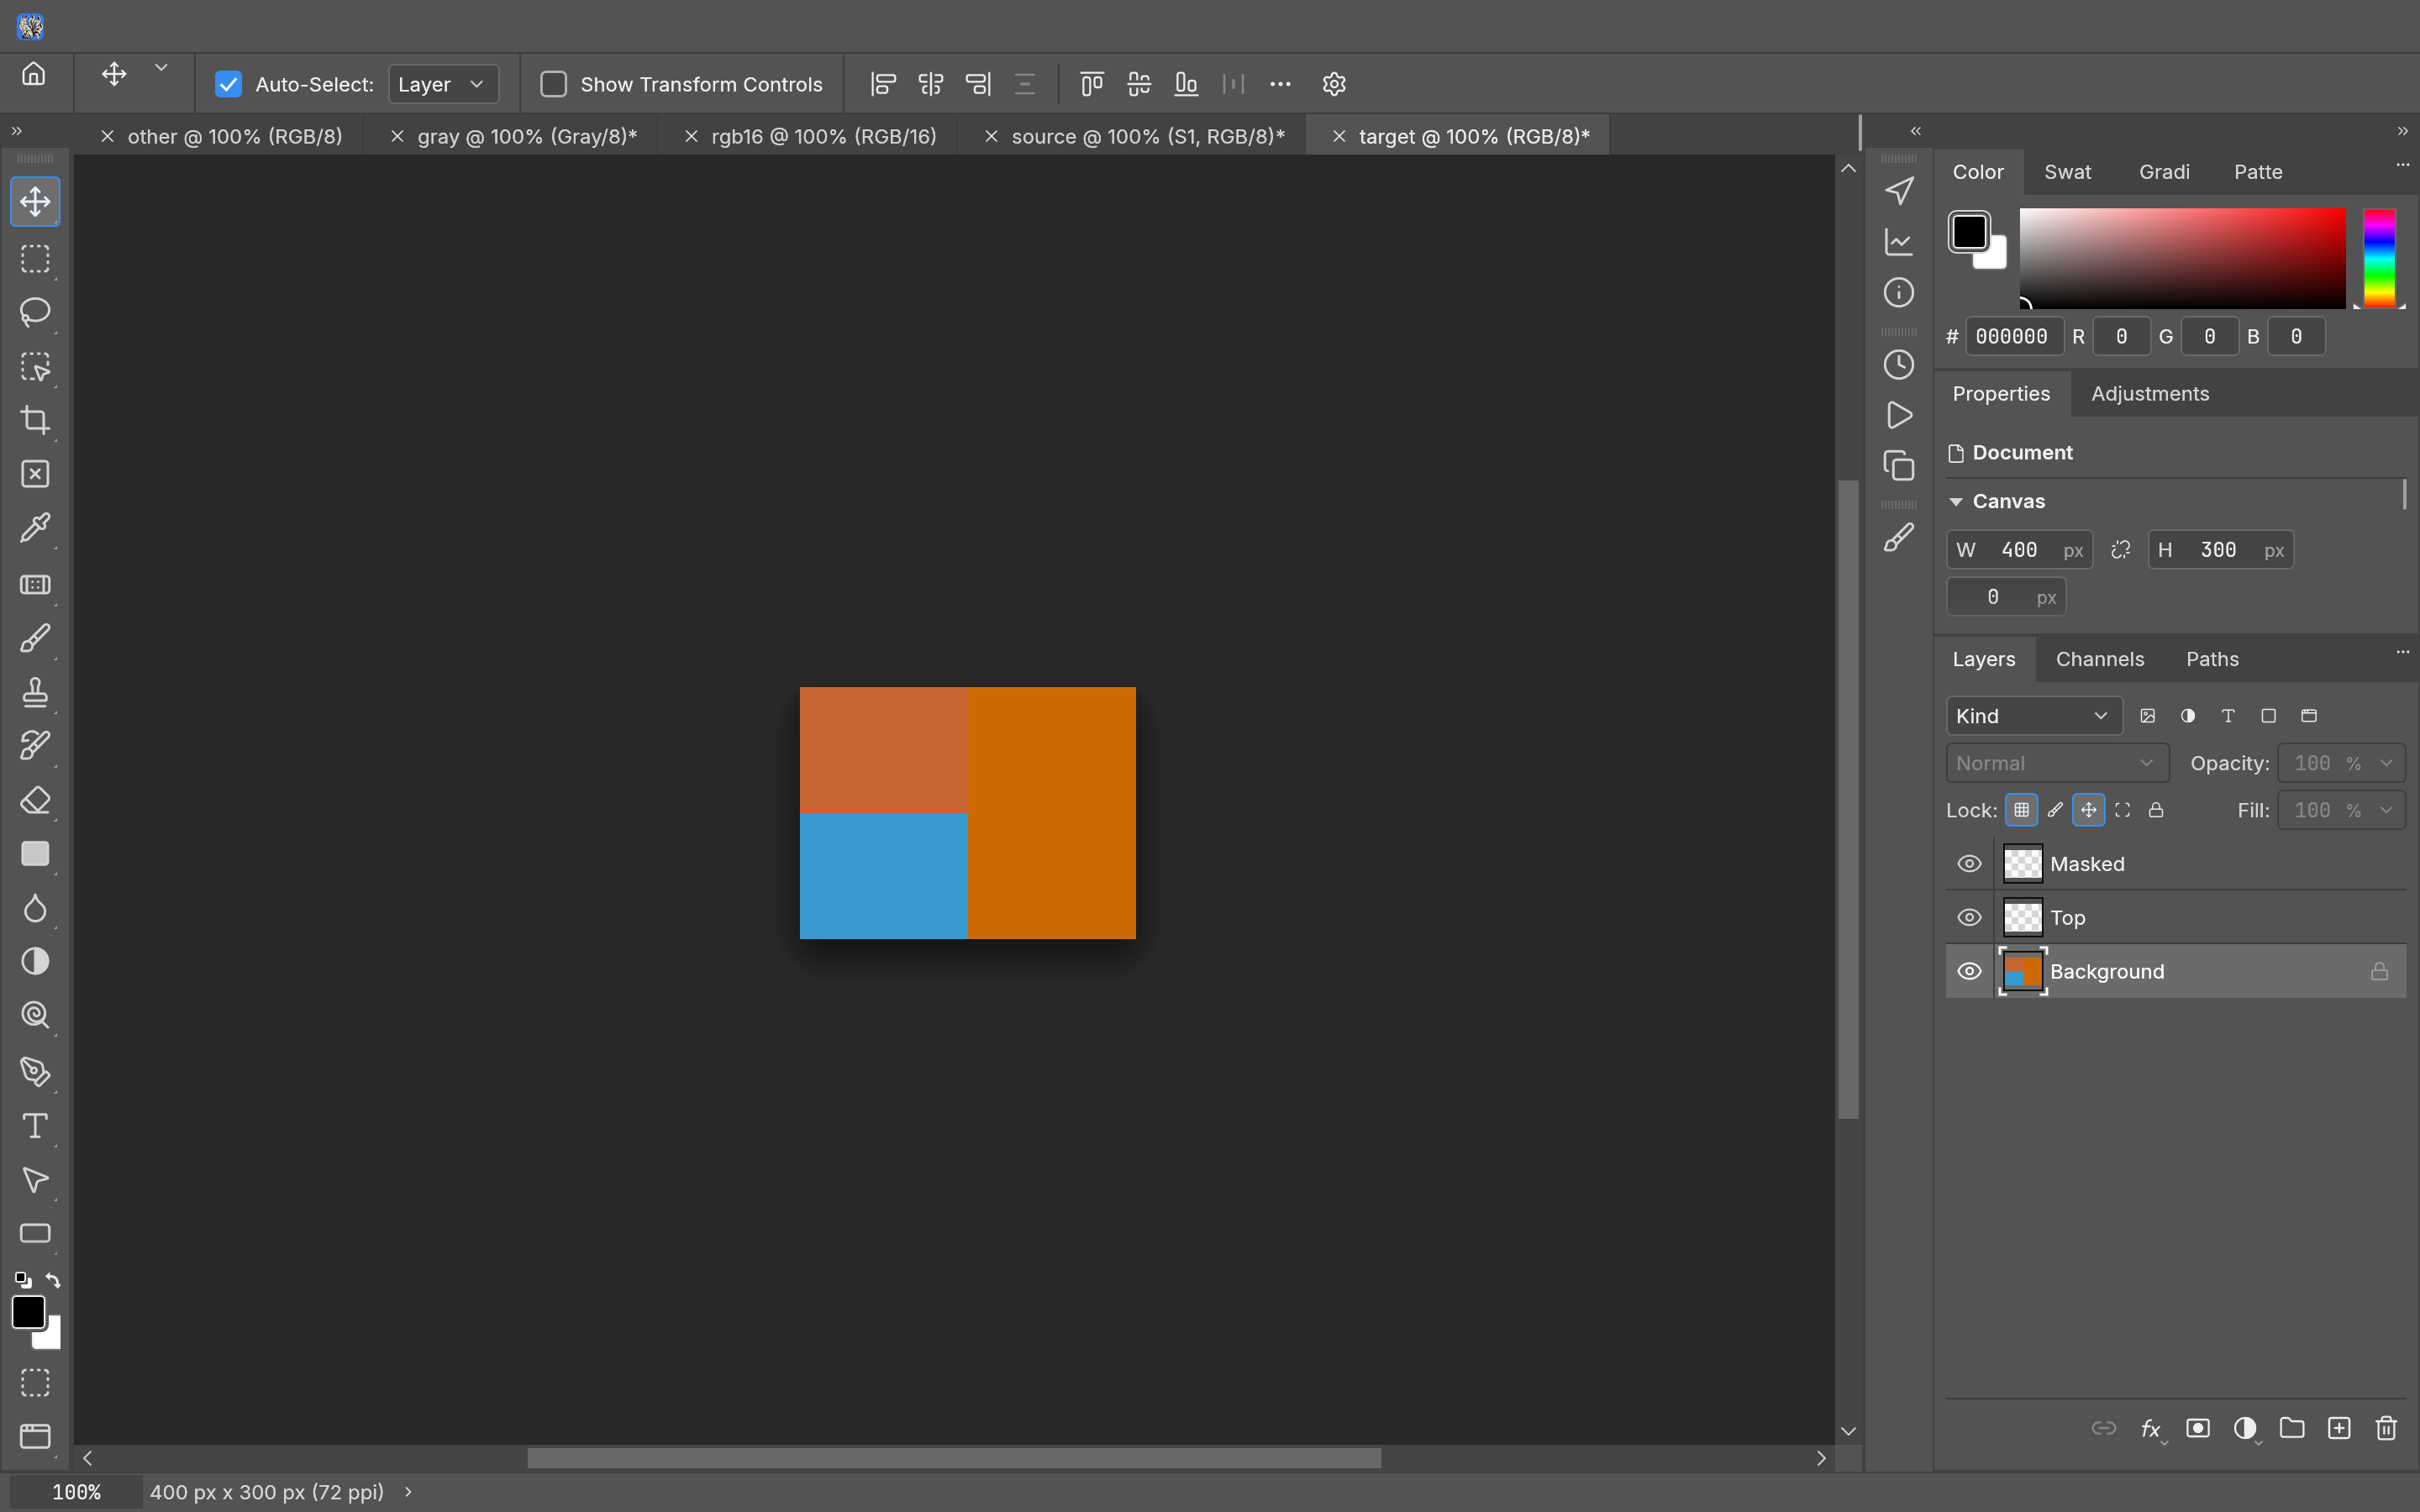 Auto-Select: Layer Show Transform Controls
other @ 100% (RGB/8) gray @ 100% (Gray/8)* rgb16 @ 100% (RGB/16) source @ 100% (S1, RGB/8)* target @ 100% (RGB/8)*
Color Swat Gradi Patte
# 000000 R 0 G 0 B 0
Properties Adjustments
Document
Canvas
W 400 px H 300 px
0 px
Layers Channels Paths
Kind
Normal Opacity: 100 %
Lock: Fill: 100 %
Masked
Top
Background
fx
100% 400 px x 300 px (72 ppi)